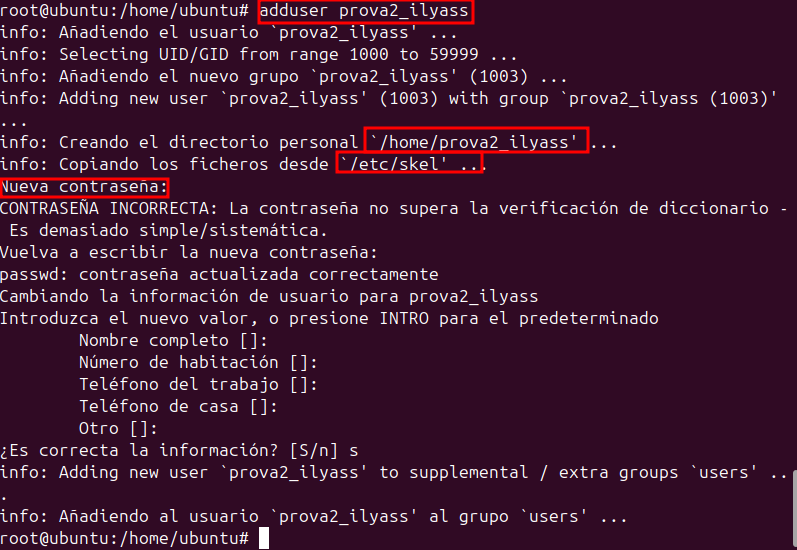 root@ubuntu:/home/ubuntu# adduser prova2_ilyass
info: Añadiendo el usuario `prova2_ilyass' ...
info: Selecting UID/GID from range 1000 to 59999 ...
info: Añadiendo el nuevo grupo `prova2_ilyass' (1003) ...
info: Adding new user `prova2_ilyass' (1003) with group `prova2_ilyass (1003)'
...
info: Creando el directorio personal `/home/prova2_ilyass' ...
info: Copiando los ficheros desde `/etc/skel' ...
Nueva contraseña:
CONTRASEÑA INCORRECTA: La contraseña no supera la verificación de diccionario -
 Es demasiado simple/sistemática.
Vuelva a escribir la nueva contraseña:
passwd: contraseña actualizada correctamente
Cambiando la información de usuario para prova2_ilyass
Introduzca el nuevo valor, o presione INTRO para el predeterminado
        Nombre completo []:
        Número de habitación []:
        Teléfono del trabajo []:
        Teléfono de casa []:
        Otro []:
¿Es correcta la información? [S/n] s
info: Adding new user `prova2_ilyass' to supplemental / extra groups `users' ..
.
info: Añadiendo al usuario `prova2_ilyass' al grupo `users' ...
root@ubuntu:/home/ubuntu#